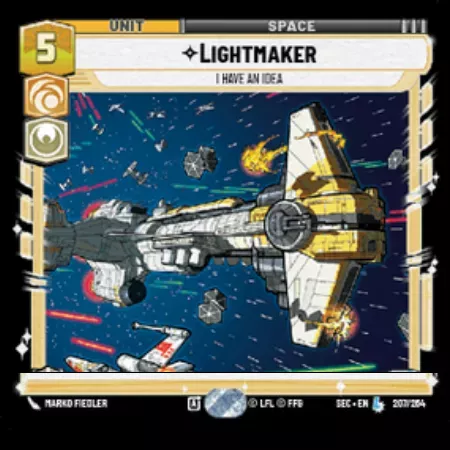 UNIT SPACE
5
✧LIGHTMAKER
I HAVE AN IDEA
MARKO FIEDLER A © LFL © FFG SEC • EN 207/264